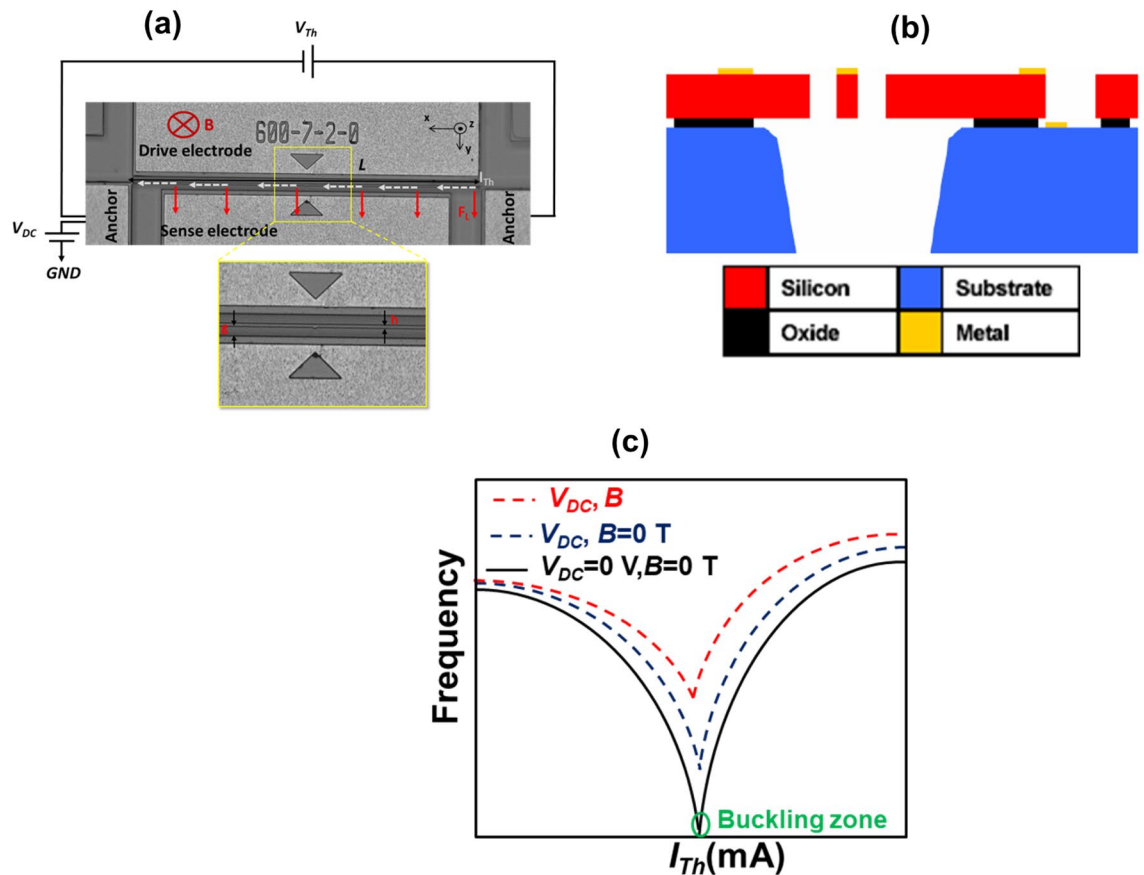 (a)
V_Th
B
600-7-2-0
x z
y
Drive electrode
L
I_Th
Anchor
Anchor
F_L
Sense electrode
V_DC
GND
g
h
(b)
Silicon
Substrate
Oxide
Metal
(c)
V_DC, B
V_DC, B=0 T
V_DC=0 V,B=0 T
Frequency
Buckling zone
I_Th(mA)